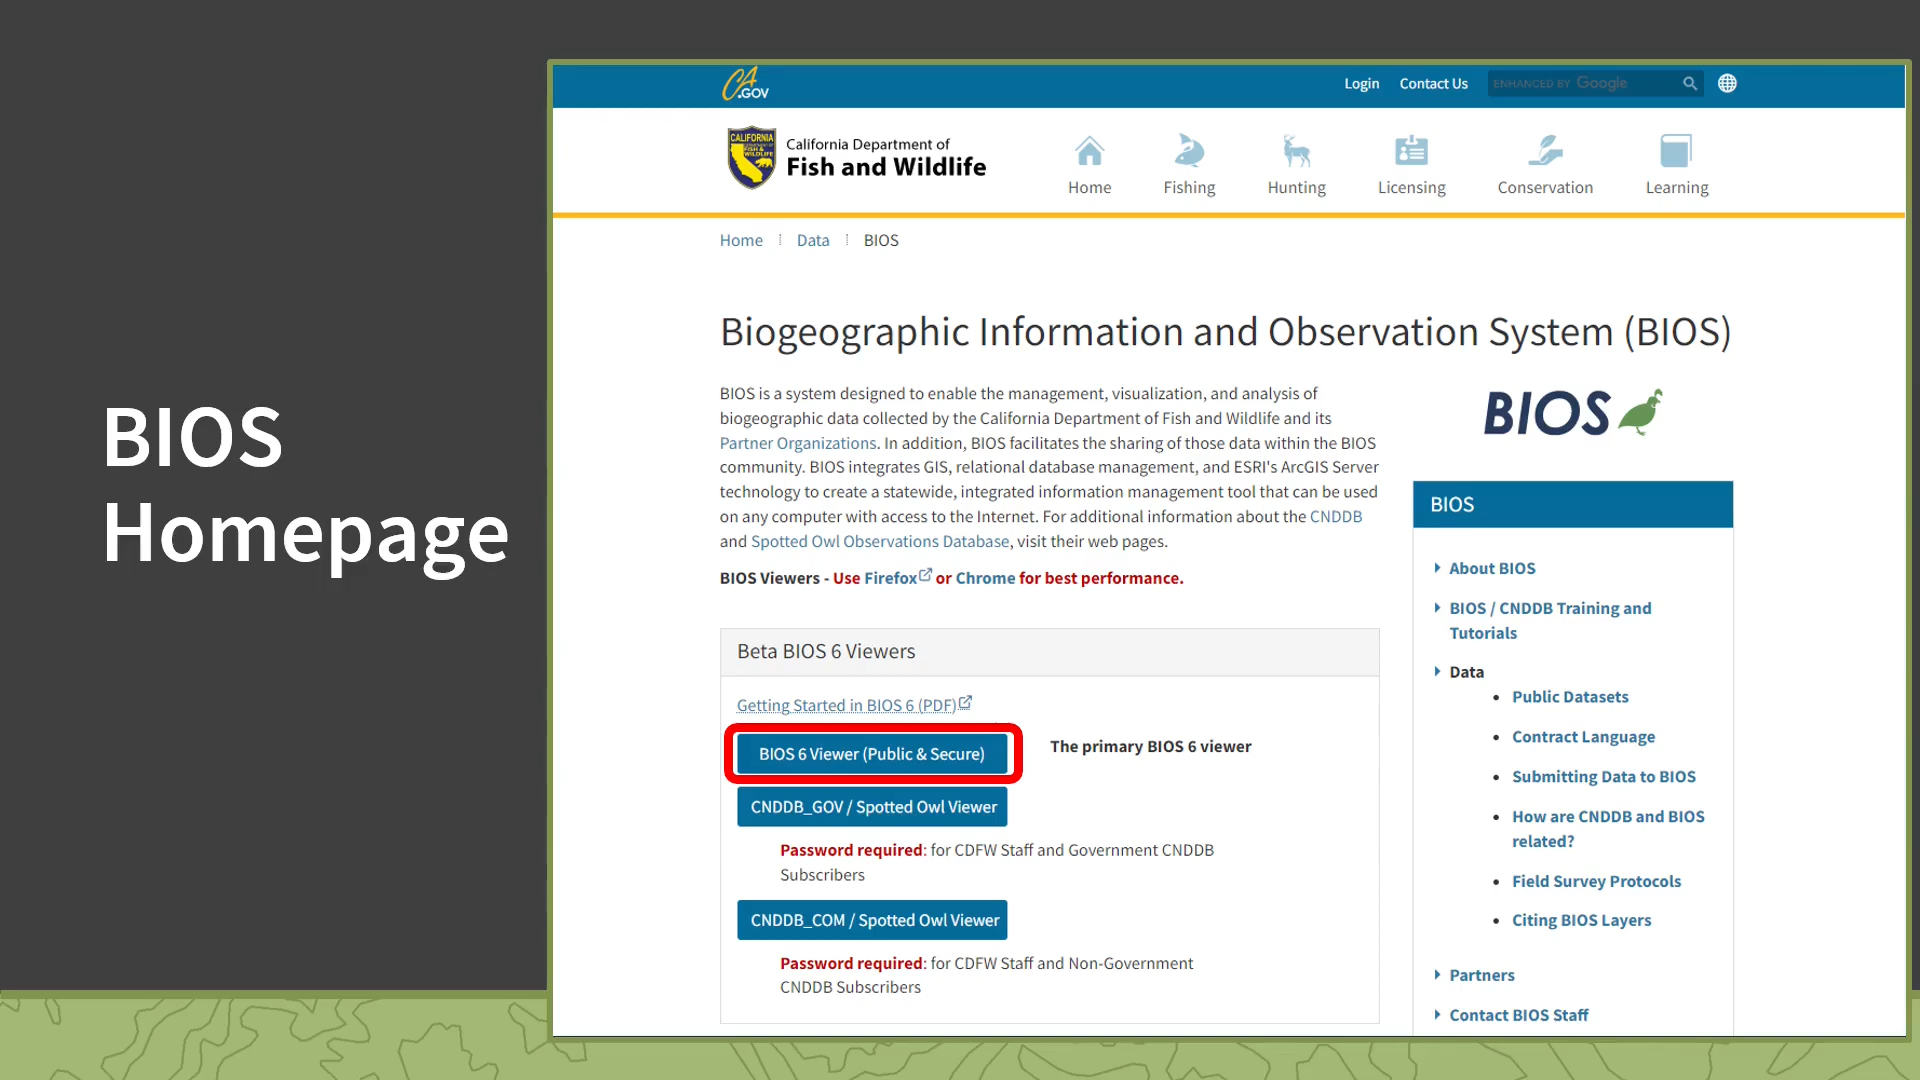 BIOS
Homepage
CA
.GOV
Login
Contact Us
ENHANCED BY Google
CALIFORNIA
DEPARTMENT OF
FISH &
WILDLIFE
California Department of
Fish and Wildlife
Home
Fishing
Hunting
Licensing
Conservation
Learning
Home
Data
BIOS
Biogeographic Information and Observation System (BIOS)
BIOS is a system designed to enable the management, visualization, and analysis of
biogeographic data collected by the California Department of Fish and Wildlife and its
Partner Organizations. In addition, BIOS facilitates the sharing of those data within the BIOS
community. BIOS integrates GIS, relational database management, and ESRI's ArcGIS Server
technology to create a statewide, integrated information management tool that can be used
on any computer with access to the Internet. For additional information about the CNDDB
and Spotted Owl Observations Database, visit their web pages.
BIOS Viewers - Use Firefox or Chrome for best performance.
Beta BIOS 6 Viewers
Getting Started in BIOS 6 (PDF)
BIOS 6 Viewer (Public & Secure)
The primary BIOS 6 viewer
CNDDB_GOV / Spotted Owl Viewer
Password required: for CDFW Staff and Government CNDDB
Subscribers
CNDDB_COM / Spotted Owl Viewer
Password required: for CDFW Staff and Non-Government
CNDDB Subscribers
BIOS
BIOS
About BIOS
BIOS / CNDDB Training and
Tutorials
Data
Public Datasets
Contract Language
Submitting Data to BIOS
How are CNDDB and BIOS
related?
Field Survey Protocols
Citing BIOS Layers
Partners
Contact BIOS Staff